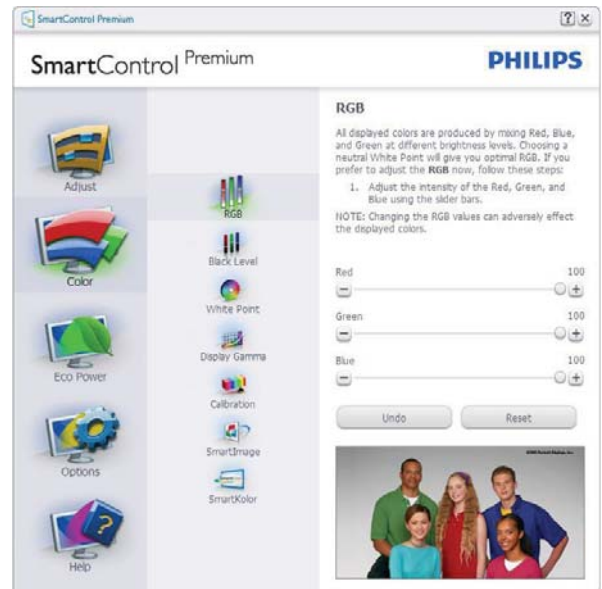 SmartControl Premium
SmartControl Premium
PHILIPS
Adjust
Color
Eco Power
Options
Help
RGB
Black Level
White Point
Display Gamma
Calibration
SmartImage
SmartKolor
RGB
All displayed colors are produced by mixing Red, Blue,
and Green at different brightness levels. Choosing a
neutral White Point will give you optimal RGB. If you
prefer to adjust the RGB now, follow these steps:
1. Adjust the intensity of the Red, Green, and
Blue using the slider bars.
NOTE: Changing the RGB values can adversely effect
the displayed colors.
Red 100
Green 100
Blue 100
Undo Reset